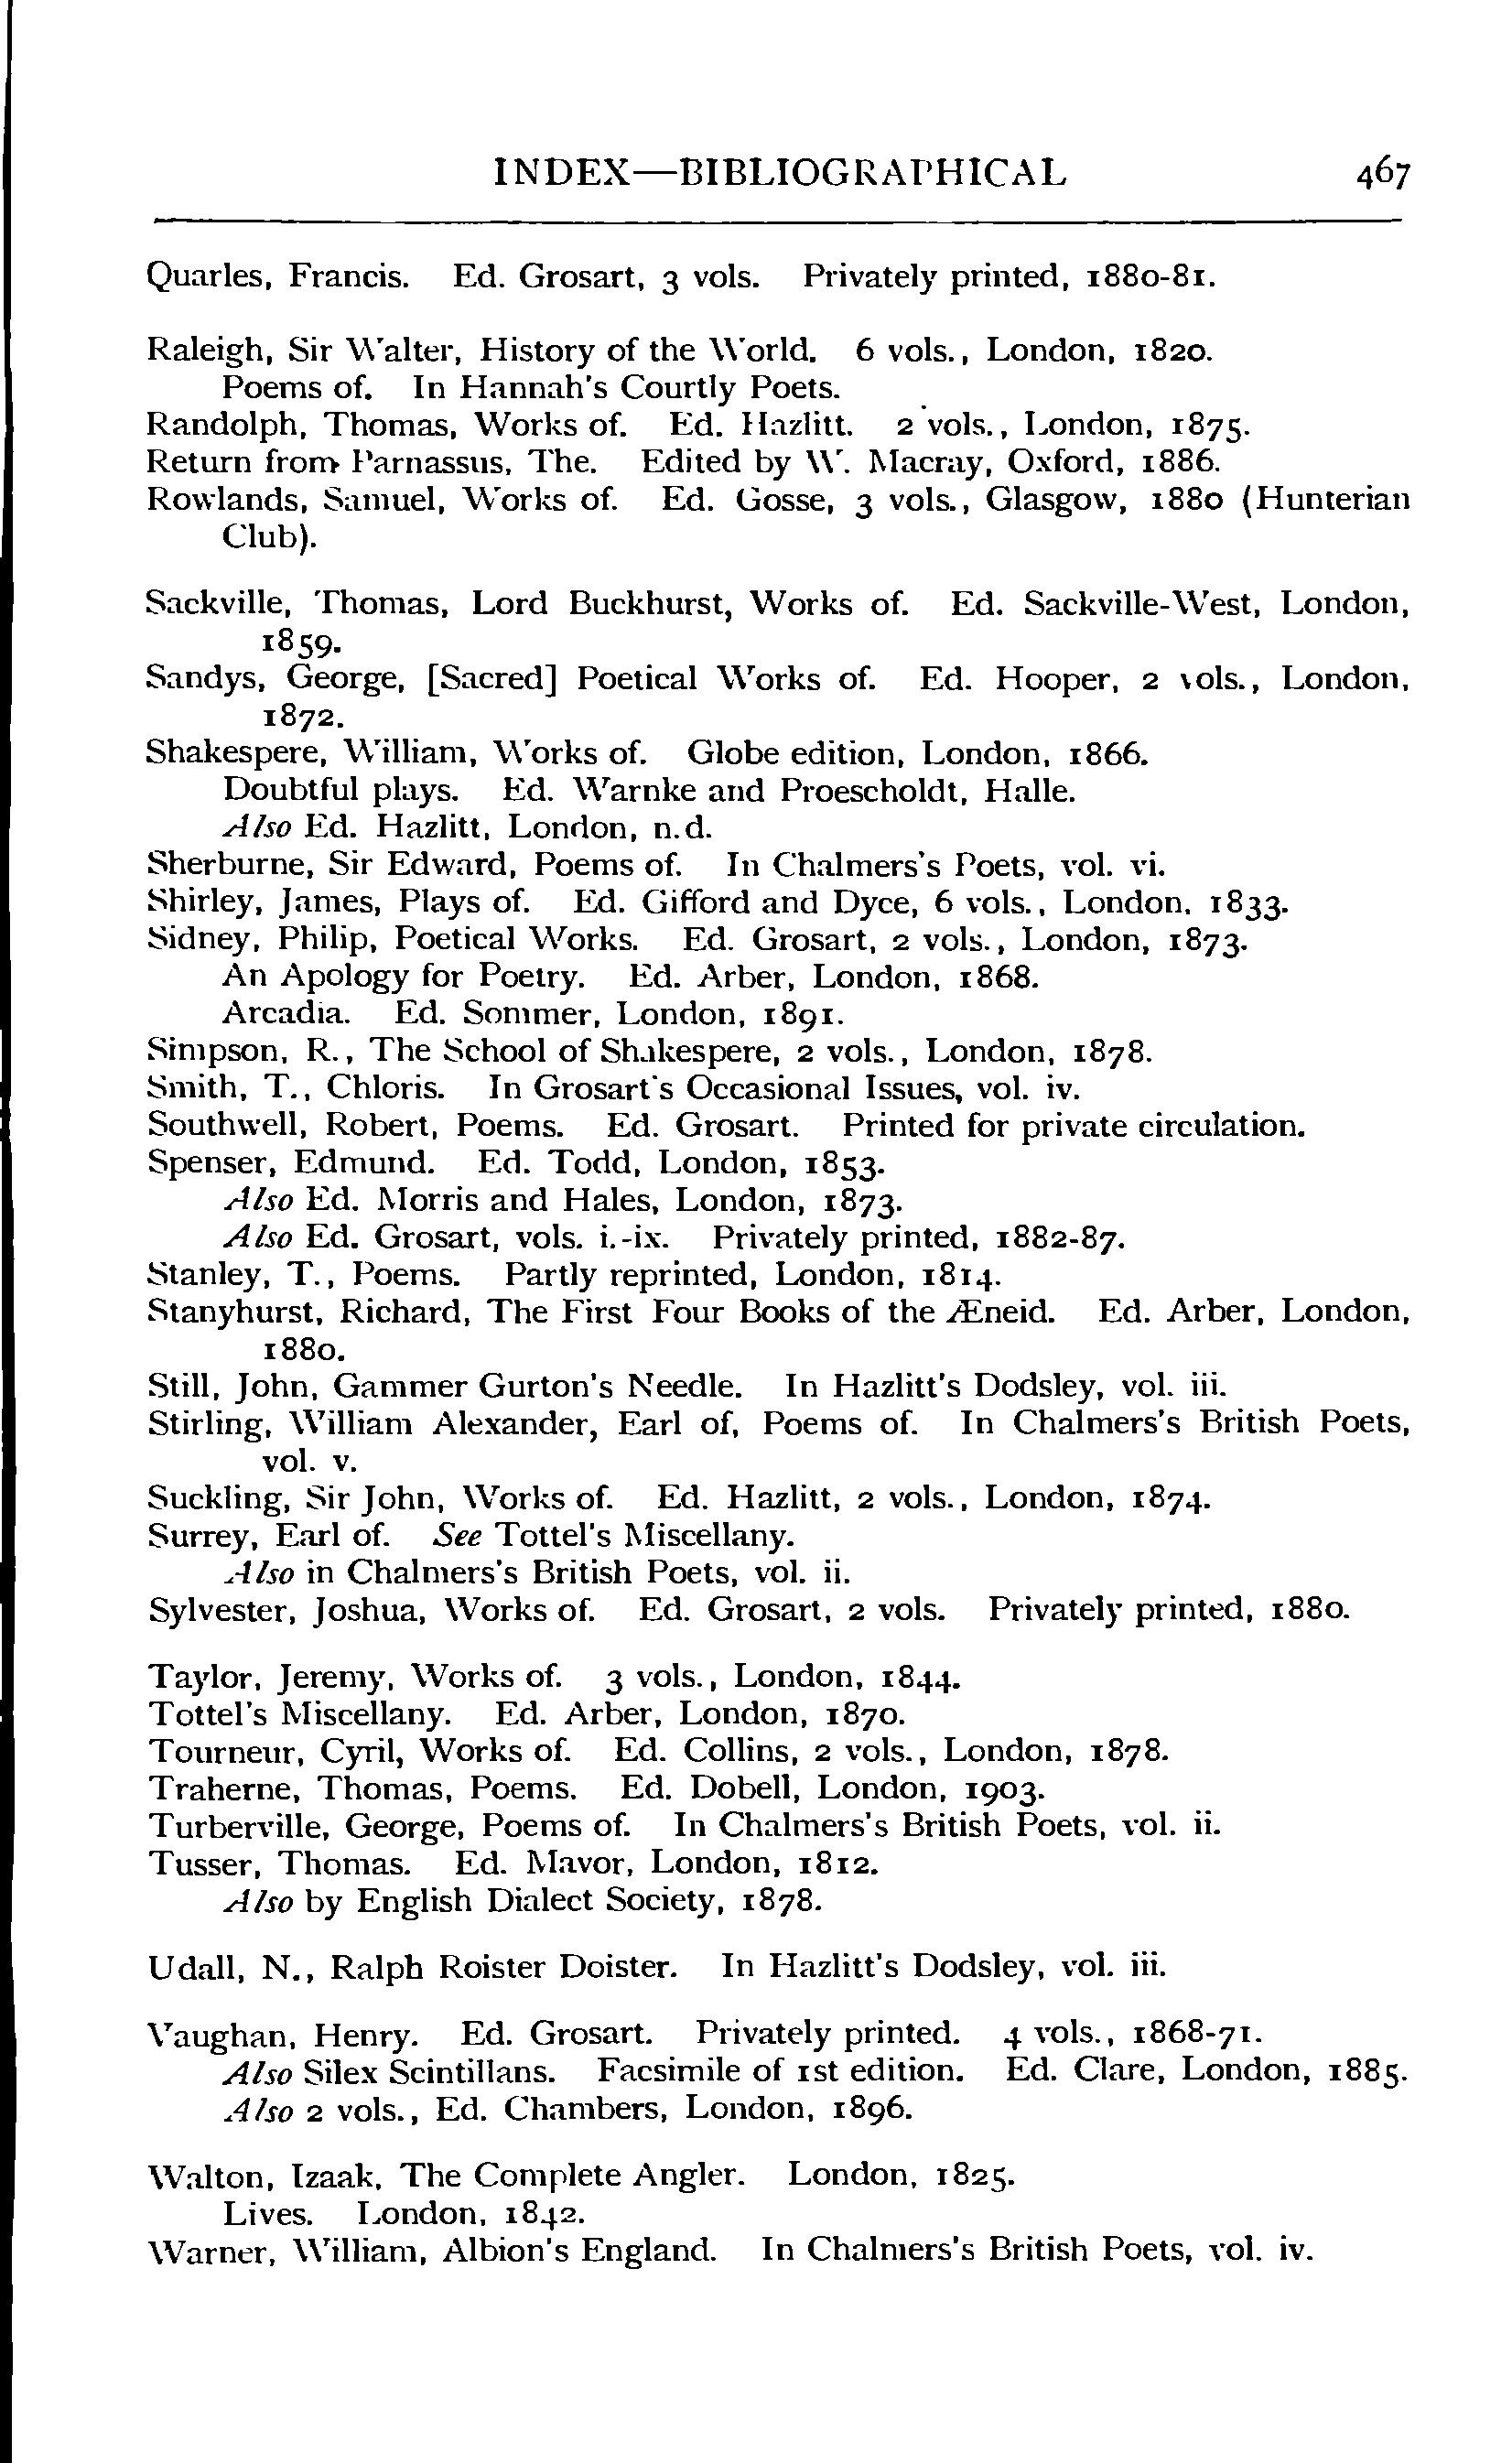 INDEX—BIBLIOGRAPHICAL 467
Quarles, Francis. Ed. Grosart, 3 vols. Privately printed, 1880-81.
Raleigh, Sir Walter, History of the World. 6 vols., London, 1820.
Poems of. In Hannah's Courtly Poets.
Randolph, Thomas, Works of. Ed. Hazlitt. 2 vols., London, 1875.
Return from Parnassus, The. Edited by W. Macray, Oxford, 1886.
Rowlands, Samuel, Works of. Ed. Gosse, 3 vols., Glasgow, 1880 (Hunterian
Club).
Sackville, Thomas, Lord Buckhurst, Works of. Ed. Sackville-West, London,
1859.
Sandys, George, [Sacred] Poetical Works of. Ed. Hooper, 2 vols., London,
1872.
Shakespere, William, Works of. Globe edition, London, 1866.
Doubtful plays. Ed. Warnke and Proescholdt, Halle.
Also Ed. Hazlitt, London, n.d.
Sherburne, Sir Edward, Poems of. In Chalmers's Poets, vol. vi.
Shirley, James, Plays of. Ed. Gifford and Dyce, 6 vols., London, 1833.
Sidney, Philip, Poetical Works. Ed. Grosart, 2 vols., London, 1873.
An Apology for Poetry. Ed. Arber, London, 1868.
Arcadia. Ed. Sommer, London, 1891.
Simpson, R., The School of Shakespere, 2 vols., London, 1878.
Smith, T., Chloris. In Grosart's Occasional Issues, vol. iv.
Southwell, Robert, Poems. Ed. Grosart. Printed for private circulation.
Spenser, Edmund. Ed. Todd, London, 1853.
Also Ed. Morris and Hales, London, 1873.
Also Ed. Grosart, vols. i.-ix. Privately printed, 1882-87.
Stanley, T., Poems. Partly reprinted, London, 1814.
Stanyhurst, Richard, The First Four Books of the Æneid. Ed. Arber, London,
1880.
Still, John, Gammer Gurton's Needle. In Hazlitt's Dodsley, vol. iii.
Stirling, William Alexander, Earl of, Poems of. In Chalmers's British Poets,
vol. v.
Suckling, Sir John, Works of. Ed. Hazlitt, 2 vols., London, 1874.
Surrey, Earl of. See Tottel's Miscellany.
Also in Chalmers's British Poets, vol. ii.
Sylvester, Joshua, Works of. Ed. Grosart, 2 vols. Privately printed, 1880.
Taylor, Jeremy, Works of. 3 vols., London, 1844.
Tottel's Miscellany. Ed. Arber, London, 1870.
Tourneur, Cyril, Works of. Ed. Collins, 2 vols., London, 1878.
Traherne, Thomas, Poems. Ed. Dobell, London, 1903.
Turberville, George, Poems of. In Chalmers's British Poets, vol. ii.
Tusser, Thomas. Ed. Mavor, London, 1812.
Also by English Dialect Society, 1878.
Udall, N., Ralph Roister Doister. In Hazlitt's Dodsley, vol. iii.
Vaughan, Henry. Ed. Grosart. Privately printed. 4 vols., 1868-71.
Also Silex Scintillans. Facsimile of 1st edition. Ed. Clare, London, 1885.
Also 2 vols., Ed. Chambers, London, 1896.
Walton, Izaak, The Complete Angler. London, 1825.
Lives. London, 1842.
Warner, William, Albion's England. In Chalmers's British Poets, vol. iv.